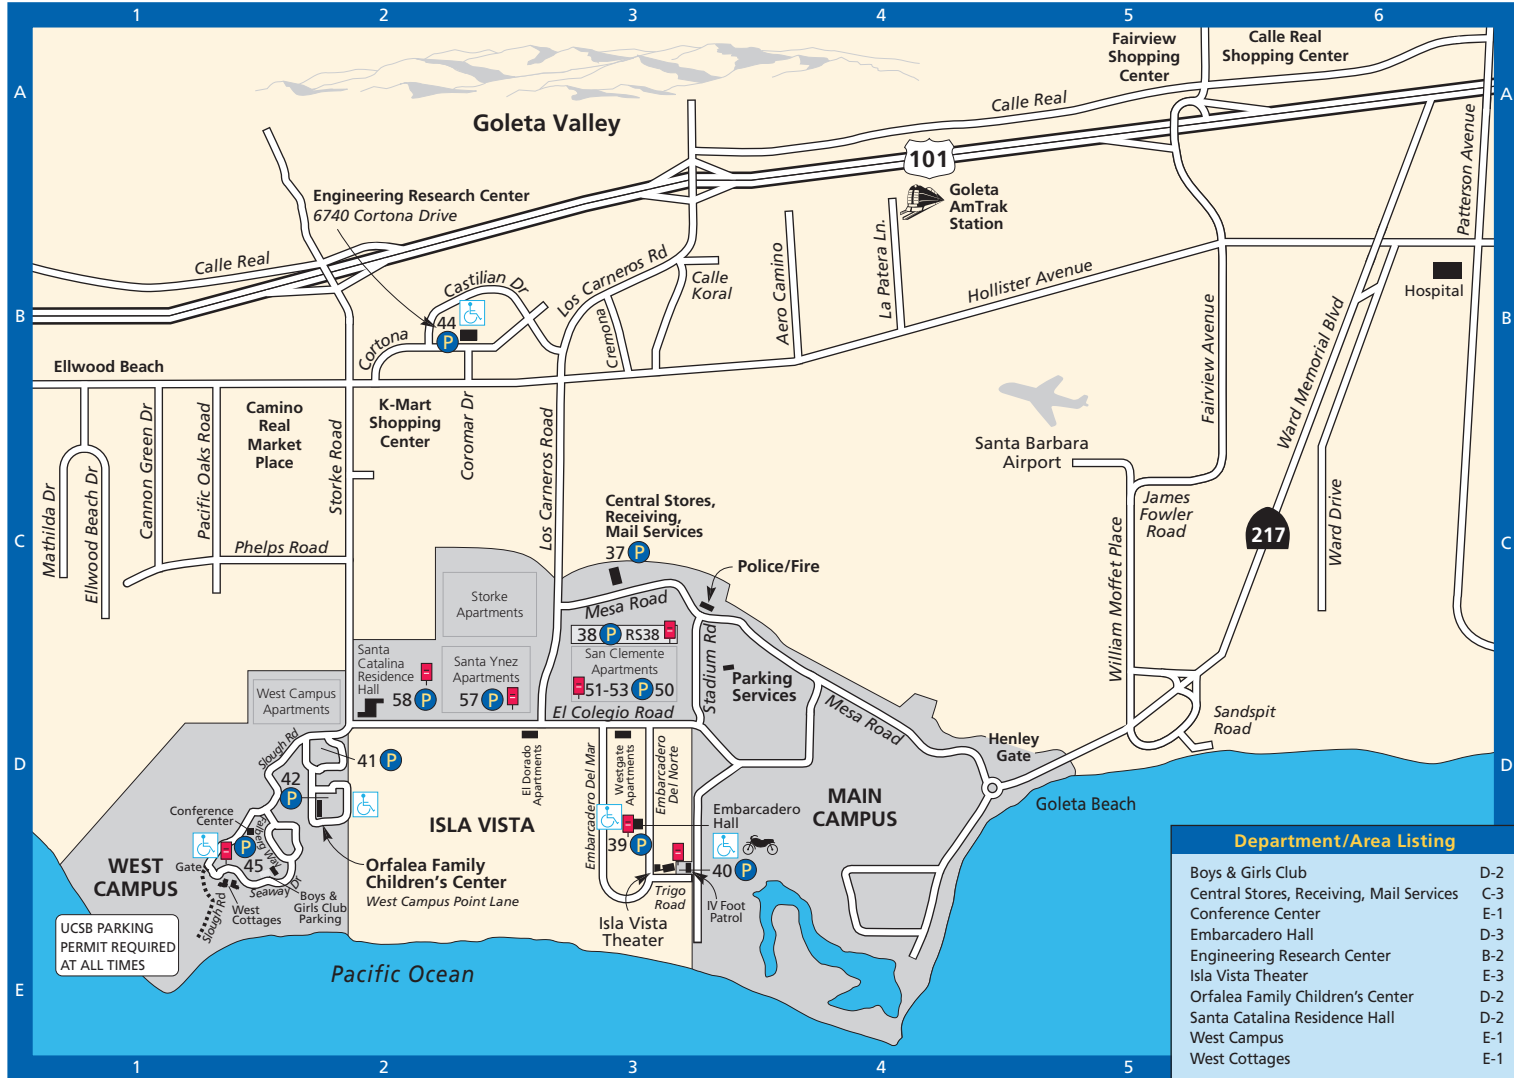 1
2
3
4
5
6
A
A
B
B
C
C
D
D
E
1
2
3
4
5
Fairview
Shopping
Center
Calle Real
Shopping Center
Calle Real
Goleta Valley
101
Patterson Avenue
Engineering Research Center
6740 Cortona Drive
Goleta
AmTrak
Station
Calle Real
Castilian Dr
Los Carneros Rd
Calle
Koral
Aero Camino
La Patera Ln.
Hollister Avenue
Hospital
44
P
Cortona
Cremona
Fairview Avenue
Ward Memorial Blvd
Ellwood Beach
Camino
Real
Market
Place
K-Mart
Shopping
Center
Coromar Dr
Storke Road
Los Carneros Road
Mathilda Dr
Ellwood Beach Dr
Cannon Green Dr
Pacific Oaks Road
Phelps Road
Santa Barbara
Airport
James
Fowler
Road
William Moffet Place
217
Ward Drive
Central Stores,
Receiving,
Mail Services
37 P
Police/Fire
Mesa Road
Storke
Apartments
38 P RS38
San Clemente
Apartments
51-53 P 50
Stadium Rd
Parking
Services
Mesa Road
Santa
Catalina
Residence
Hall
58 P
Santa Ynez
Apartments
57 P
West Campus
Apartments
El Colegio Road
Sandspit
Road
Henley
Gate
Goleta Beach
Slough Rd
41 P
42
P
El Dorado
Apartments
Embarcadero Del Mar
Westgate
Apartments
Embarcadero
Del Norte
MAIN
CAMPUS
Conference
Center
ISLA VISTA
Embarcadero
Hall
39 P
40 P
P
45
Gate
WEST
CAMPUS
Seaway Dr
Slough Rd
West
Cottages
Boys &
Girls Club
Parking
Orfalea Family
Children's Center
West Campus Point Lane
Trigo
Road
Isla Vista
Theater
IV Foot
Patrol
UCSB PARKING
PERMIT REQUIRED
AT ALL TIMES
Pacific Ocean
Department/Area Listing
Boys & Girls Club D-2
Central Stores, Receiving, Mail Services C-3
Conference Center E-1
Embarcadero Hall D-3
Engineering Research Center B-2
Isla Vista Theater E-3
Orfalea Family Children's Center D-2
Santa Catalina Residence Hall D-2
West Campus E-1
West Cottages E-1